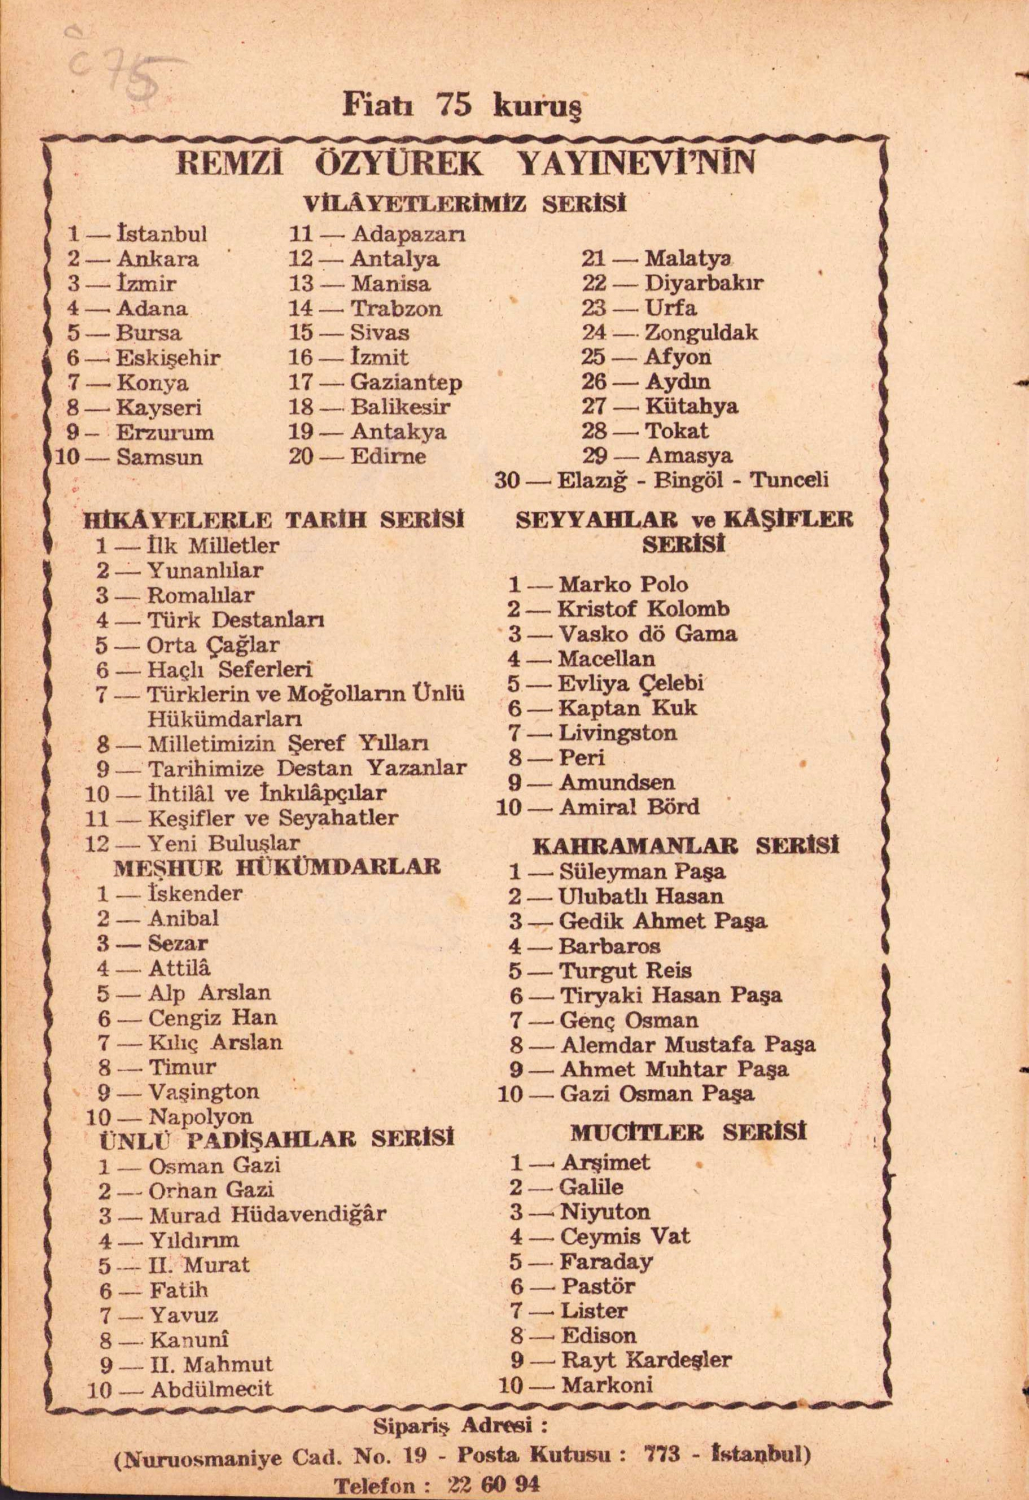 c 75
Fiatı 75 kuruş
REMZİ ÖZYÜREK YAYINEVİ'NİN
VİLÂYETLERİMİZ SERİSİ
1 — İstanbul
2 — Ankara
3 — İzmir
4 — Adana
5 — Bursa
6 — Eskişehir
7 — Konya
8 — Kayseri
9 — Erzurum
10 — Samsun
11 — Adapazarı
12 — Antalya
13 — Manisa
14 — Trabzon
15 — Sivas
16 — İzmit
17 — Gaziantep
18 — Balikesir
19 — Antakya
20 — Edirne
21 — Malatya
22 — Diyarbakır
23 — Urfa
24 — Zonguldak
25 — Afyon
26 — Aydın
27 — Kütahya
28 — Tokat
29 — Amasya
30 — Elazığ - Bingöl - Tunceli
HİKÂYELERLE TARİH SERİSİ
1 — İlk Milletler
2 — Yunanlılar
3 — Romalılar
4 — Türk Destanları
5 — Orta Çağlar
6 — Haçlı Seferleri
7 — Türklerin ve Moğolların Ünlü
Hükümdarları
8 — Milletimizin Şeref Yılları
9 — Tarihimize Destan Yazanlar
10 — İhtilâl ve İnkılâpçılar
11 — Keşifler ve Seyahatler
12 — Yeni Buluşlar
MEŞHUR HÜKÜMDARLAR
1 — İskender
2 — Anibal
3 — Sezar
4 — Attilâ
5 — Alp Arslan
6 — Cengiz Han
7 — Kılıç Arslan
8 — Timur
9 — Vaşington
10 — Napolyon
ÜNLÜ PADİŞAHLAR SERİSİ
1 — Osman Gazi
2 — Orhan Gazi
3 — Murad Hüdavendiğâr
4 — Yıldırım
5 — II. Murat
6 — Fatih
7 — Yavuz
8 — Kanunî
9 — II. Mahmut
10 — Abdülmecit
SEYYAHLAR ve KÂŞİFLER
SERİSİ
1 — Marko Polo
2 — Kristof Kolomb
3 — Vasko dö Gama
4 — Macellan
5 — Evliya Çelebi
6 — Kaptan Kuk
7 — Livingston
8 — Peri
9 — Amundsen
10 — Amiral Börd
KAHRAMANLAR SERİSİ
1 — Süleyman Paşa
2 — Ulubatlı Hasan
3 — Gedik Ahmet Paşa
4 — Barbaros
5 — Turgut Reis
6 — Tiryaki Hasan Paşa
7 — Genç Osman
8 — Alemdar Mustafa Paşa
9 — Ahmet Muhtar Paşa
10 — Gazi Osman Paşa
MUCİTLER SERİSİ
1 — Arşimet
2 — Galile
3 — Niyuton
4 — Ceymis Vat
5 — Faraday
6 — Pastör
7 — Lister
8 — Edison
9 — Rayt Kardeşler
10 — Markoni
Sipariş Adresi :
(Nuruosmaniye Cad. No. 19 - Posta Kutusu : 773 - İstanbul)
Telefon : 22 60 94